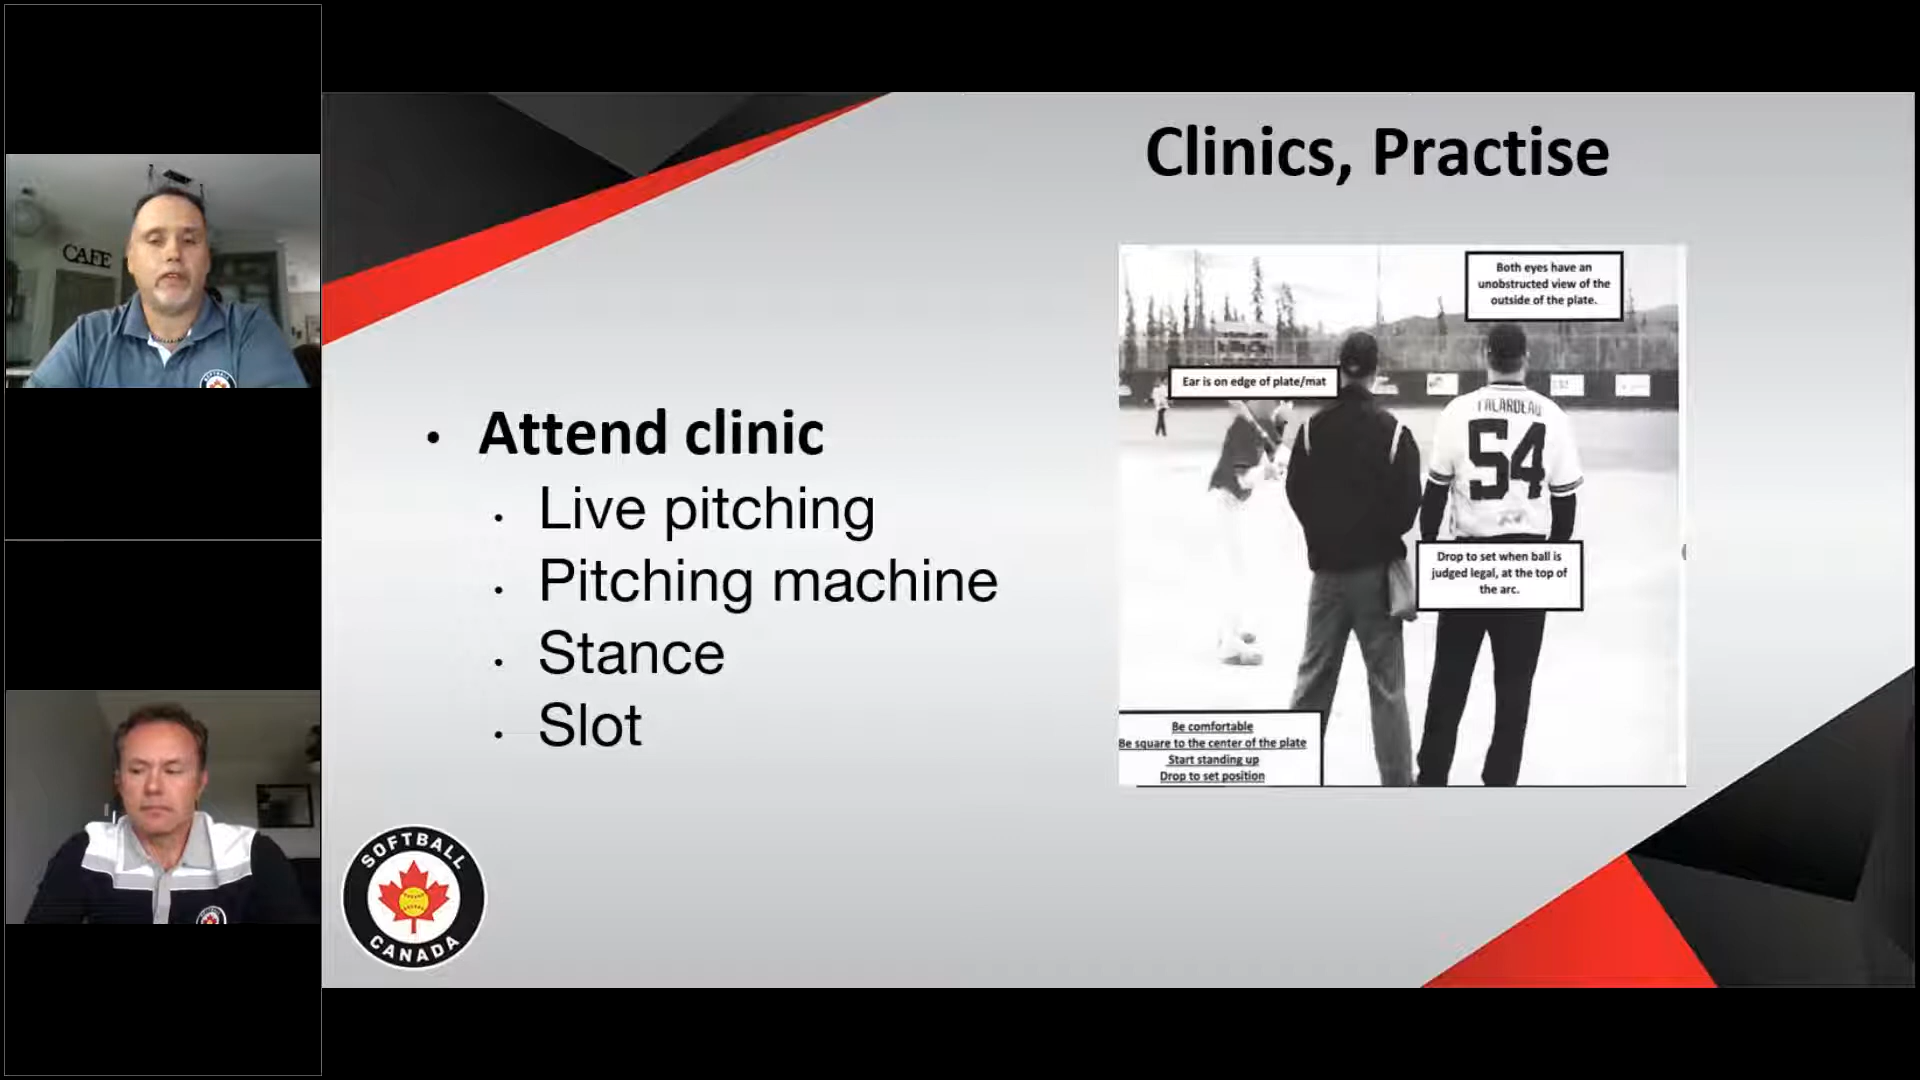 CAFE
Clinics, Practise
Attend clinic
Live pitching
Pitching machine
Stance
Slot
Both eyes have an
unobstructed view of the
outside of the plate.
Ear is on edge of plate/mat
FALARDEAU
54
Drop to set when ball is
judged legal, at the top of
the arc.
Be comfortable
Be square to the center of the plate
Start standing up
Drop to set position
SOFTBALL
CANADA